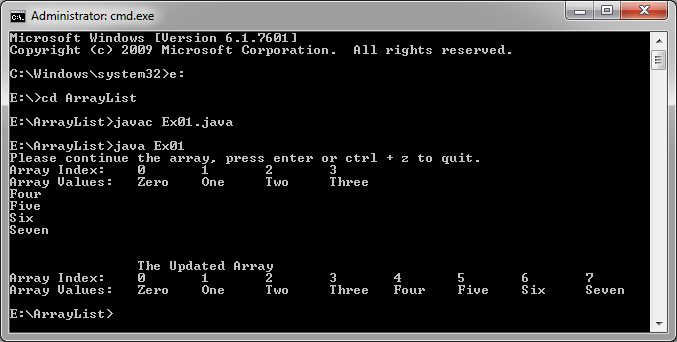 Administrator: cmd.exe
Microsoft Windows [Version 6.1.7601]
Copyright (c) 2009 Microsoft Corporation.  All rights reserved.
C:\Windows\system32>e:
E:\>cd ArrayList
E:\ArrayList>javac Ex01.java
E:\ArrayList>java Ex01
Please continue the array, press enter or ctrl + z to quit.
Array Index:    0       1       2       3
Array Values:   Zero    One     Two     Three
Four
Five
Six
Seven
                The Updated Array
Array Index:    0       1       2       3       4       5       6       7
Array Values:   Zero    One     Two     Three   Four    Five    Six     Seven
E:\ArrayList>